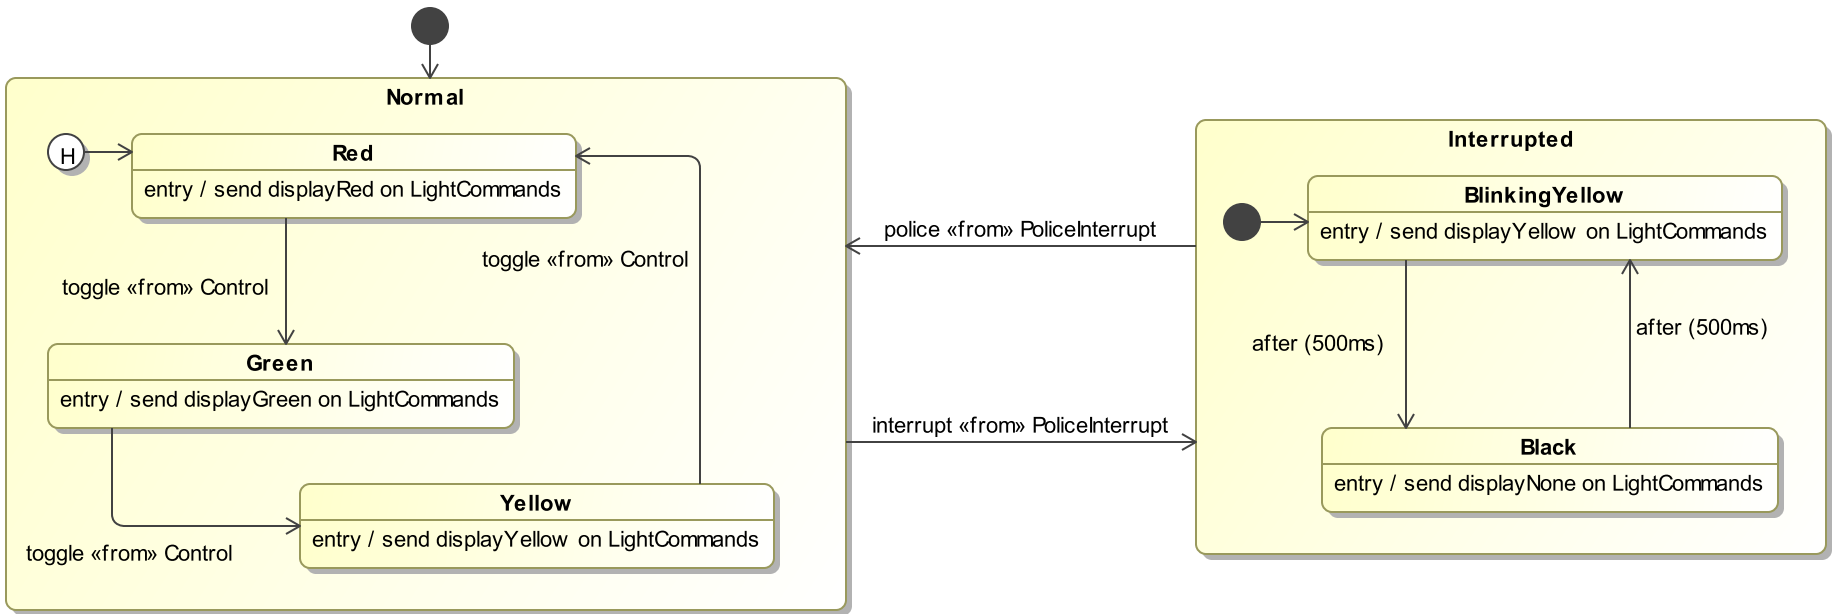 Normal
H
Red
entry / send displayRed on LightCommands
toggle «from» Control
toggle «from» Control
Green
entry / send displayGreen on LightCommands
Yellow
entry / send displayYellow on LightCommands
toggle «from» Control
police «from» PoliceInterrupt
interrupt «from» PoliceInterrupt
Interrupted
BlinkingYellow
entry / send displayYellow on LightCommands
after (500ms)
after (500ms)
Black
entry / send displayNone on LightCommands